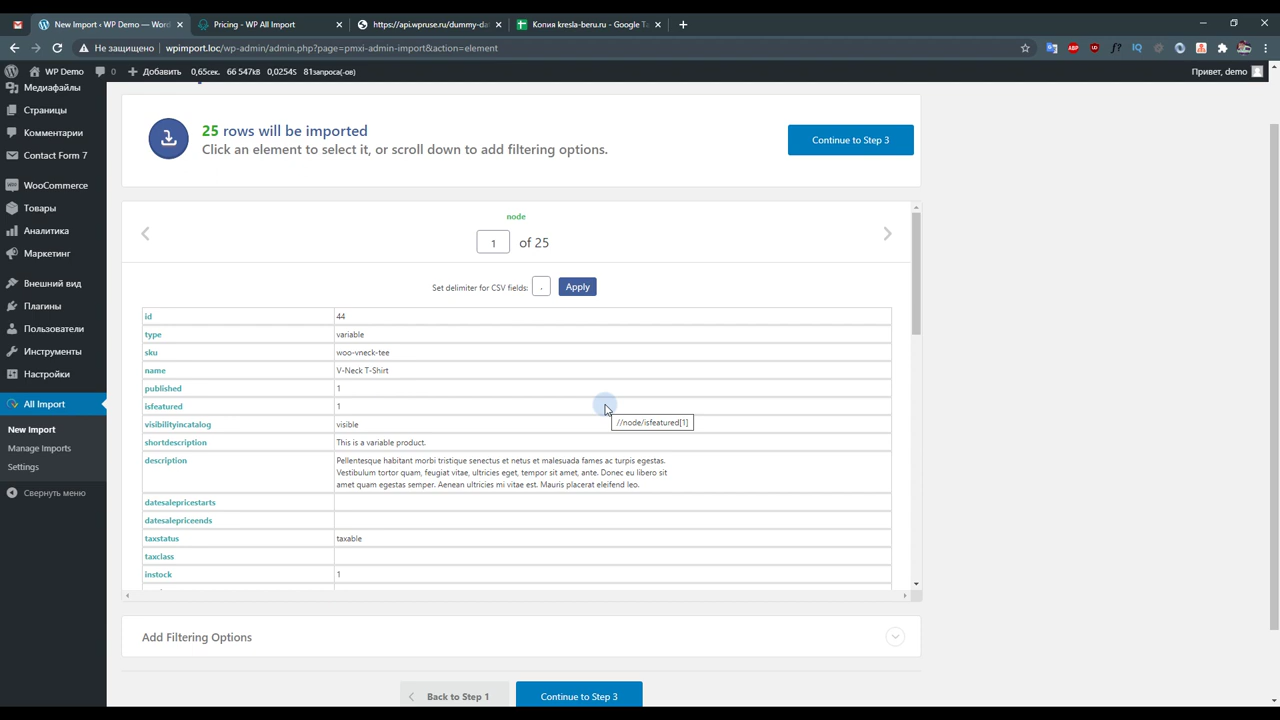 New Import ‹ WP Demo — Word
Pricing - WP All Import
https://api.wpruse.ru/dummy-da
Копия kresla-beru.ru - Google Та
Не защищено
wpimport.loc/wp-admin/admin.php?page=pmxi-admin-import&action=element
WP Demo
0
Добавить
0,65сек.
66 547kB
0,0254S
81запроса(-ов)
Привет, demo
Медиафайлы
Страницы
Комментарии
Contact Form 7
WooCommerce
Товары
Аналитика
Маркетинг
Внешний вид
Плагины
Пользователи
Инструменты
Настройки
All Import
New Import
Manage Imports
Settings
Свернуть меню
25 rows will be imported
Click an element to select it, or scroll down to add filtering options.
Continue to Step 3
node
1 of 25
Set delimiter for CSV fields: . Apply
id 44
type variable
sku woo-vneck-tee
name V-Neck T-Shirt
published 1
isfeatured 1
//node/isfeatured[1]
visibilityincatalog visible
shortdescription This is a variable product.
description Pellentesque habitant morbi tristique senectus et netus et malesuada fames ac turpis egestas.
Vestibulum tortor quam, feugiat vitae, ultricies eget, tempor sit amet, ante. Donec eu libero sit
amet quam egestas semper. Aenean ultricies mi vitae est. Mauris placerat eleifend leo.
datesalepricestarts
datesalepriceends
taxstatus taxable
taxclass
instock 1
Add Filtering Options
Back to Step 1
Continue to Step 3